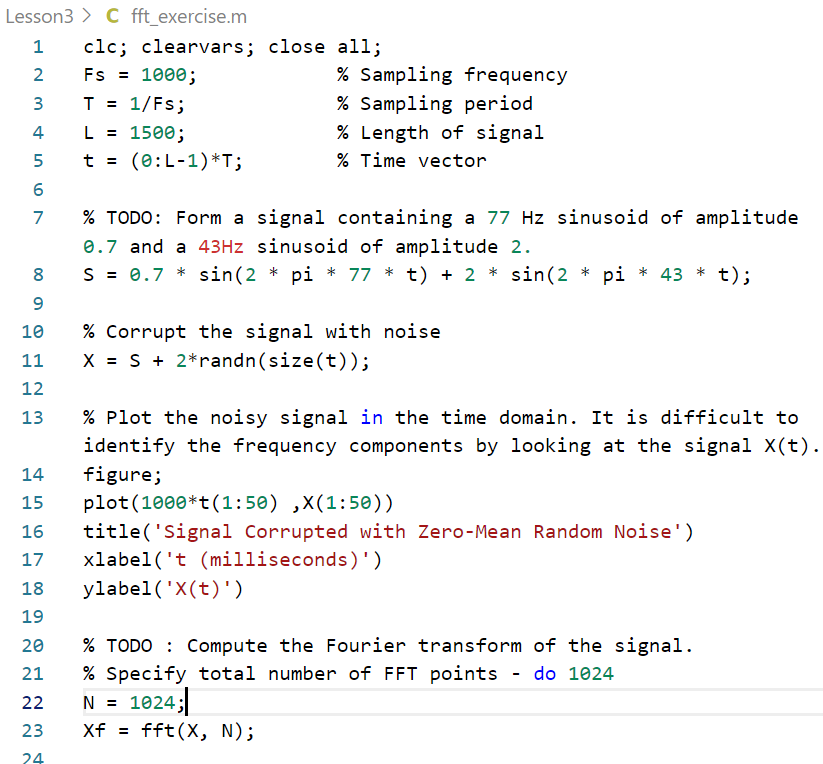 Lesson3 > C fft_exercise.m
1 clc; clearvars; close all;
2 Fs = 1000; % Sampling frequency
3 T = 1/Fs; % Sampling period
4 L = 1500; % Length of signal
5 t = (0:L-1)*T; % Time vector
6
7 % TODO: Form a signal containing a 77 Hz sinusoid of amplitude
0.7 and a 43Hz sinusoid of amplitude 2.
8 S = 0.7 * sin(2 * pi * 77 * t) + 2 * sin(2 * pi * 43 * t);
9
10 % Corrupt the signal with noise
11 X = S + 2*randn(size(t));
12
13 % Plot the noisy signal in the time domain. It is difficult to
identify the frequency components by looking at the signal X(t).
14 figure;
15 plot(1000*t(1:50) ,X(1:50))
16 title('Signal Corrupted with Zero-Mean Random Noise')
17 xlabel('t (milliseconds)')
18 ylabel('X(t)')
19
20 % TODO : Compute the Fourier transform of the signal.
21 % Specify total number of FFT points - do 1024
22 N = 1024;
23 Xf = fft(X, N);
24